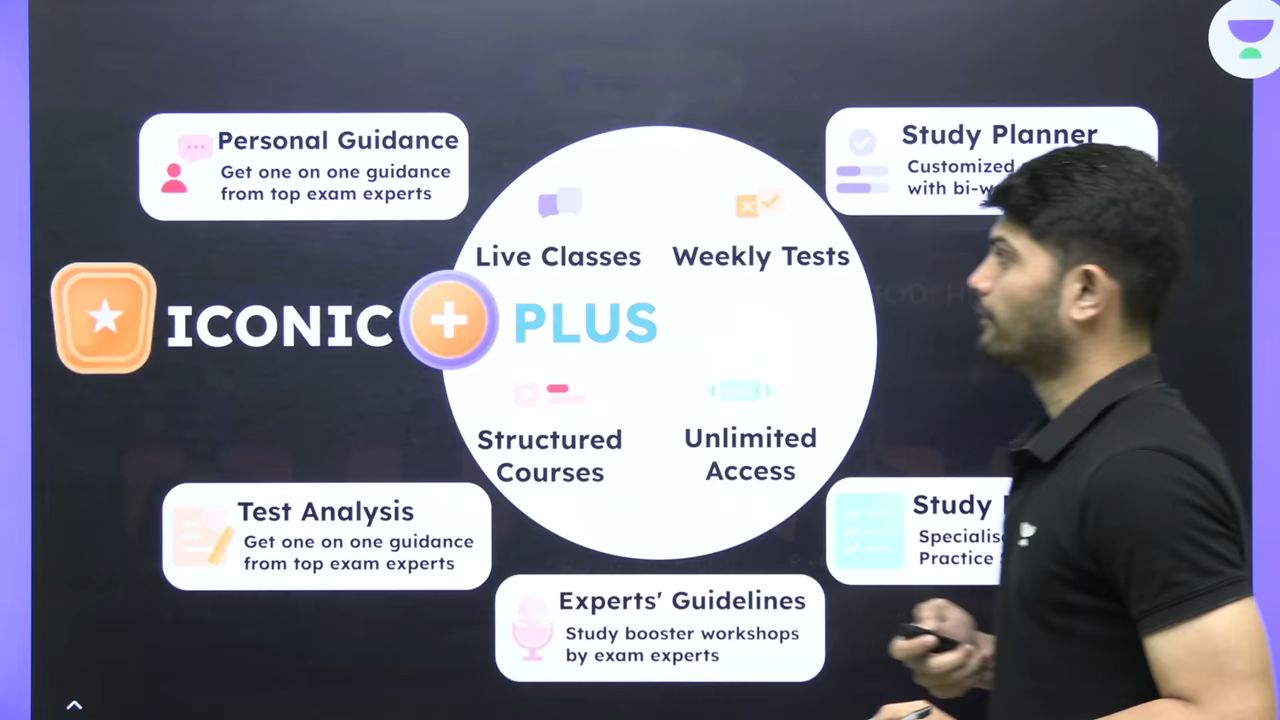 Personal Guidance
Get one on one guidance
from top exam experts
Study Planner
Customized
with
Live Classes
Weekly Tests
ICONIC
PLUS
Structured
Courses
Unlimited
Access
Test Analysis
Get one on one guidance
from top exam experts
Study
Practice
Experts' Guidelines
Study booster workshops
by exam experts